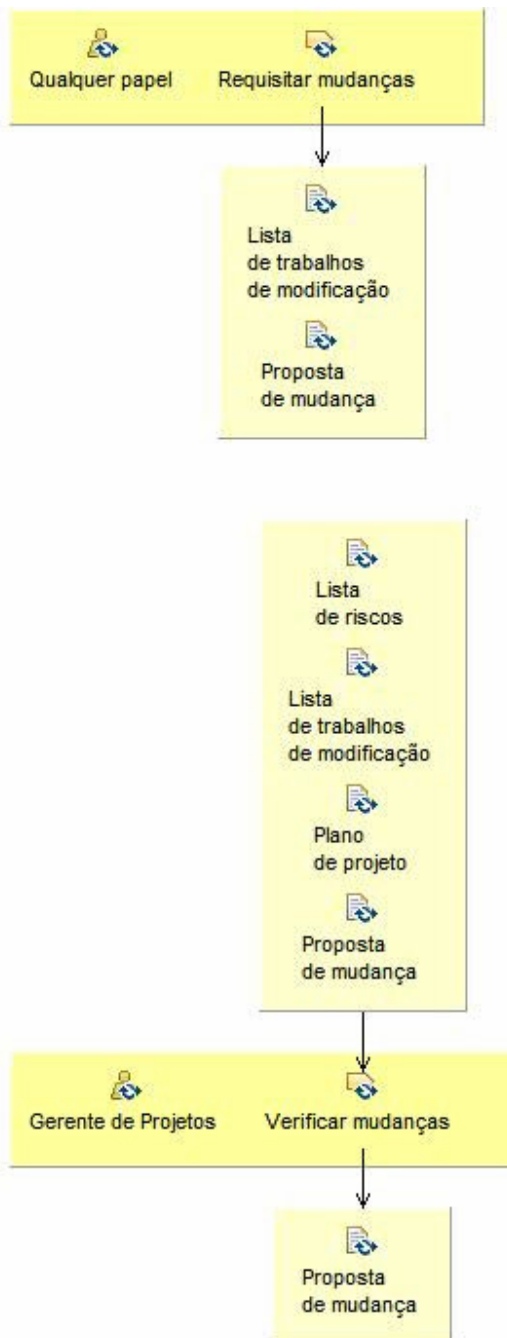 Qualquer papel
Requisitar mudanças
Lista
de trabalhos
de modificação
Proposta
de mudança
Lista
de riscos
Lista
de trabalhos
de modificação
Plano
de projeto
Proposta
de mudança
Gerente de Projetos
Verificar mudanças
Proposta
de mudança